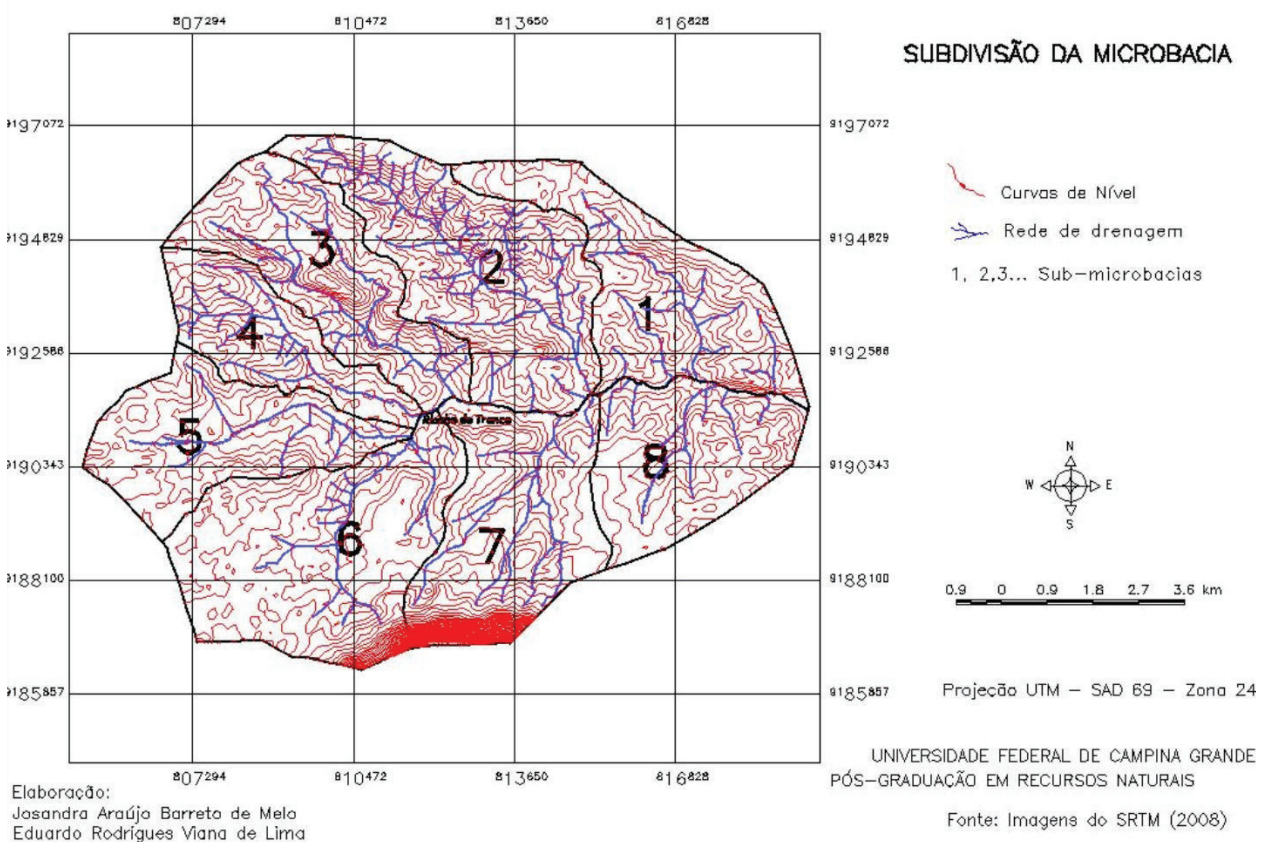 807294 810472 813650 816828
SUBDIVISÃO DA MICROBACIA
9197072 9197072
Curvas de Nível
Rede de drenagem
1, 2,3... Sub-microbacias
9194829 9194829
3
2
1
4
9192586 9192586
5
9190343 9190343
8
6
7
N
W E
S
9188100 9188100
0.9 0 0.9 1.8 2.7 3.6 km
9185857 9185857
Projeção UTM – SAD 69 – Zona 24
807294 810472 813650 816828
UNIVERSIDADE FEDERAL DE CAMPINA GRANDE
PÓS–GRADUAÇÃO EM RECURSOS NATURAIS
Elaboração:
Josandra Araújo Barreto de Melo
Eduardo Rodrigues Viana de Lima
Fonte: Imagens do SRTM (2008)